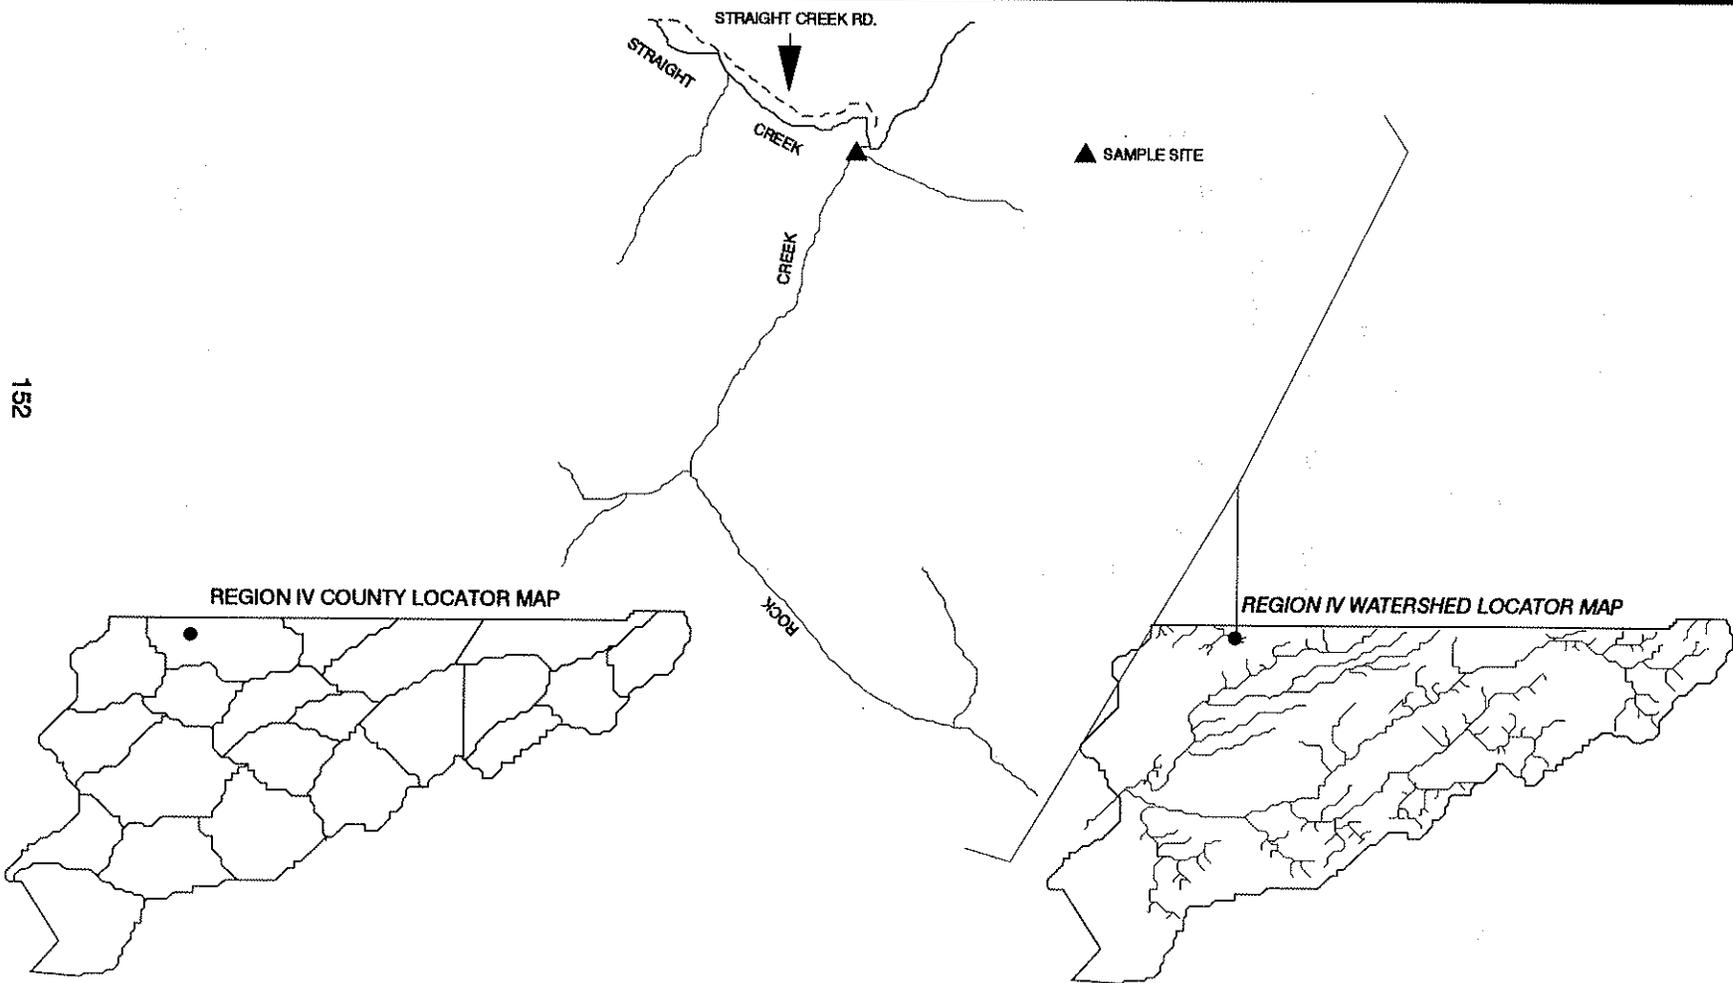 STRAIGHT CREEK RD.
STRAIGHT
CREEK
SAMPLE SITE
CREEK
152
ROCK
REGION IV COUNTY LOCATOR MAP
REGION IV WATERSHED LOCATOR MAP